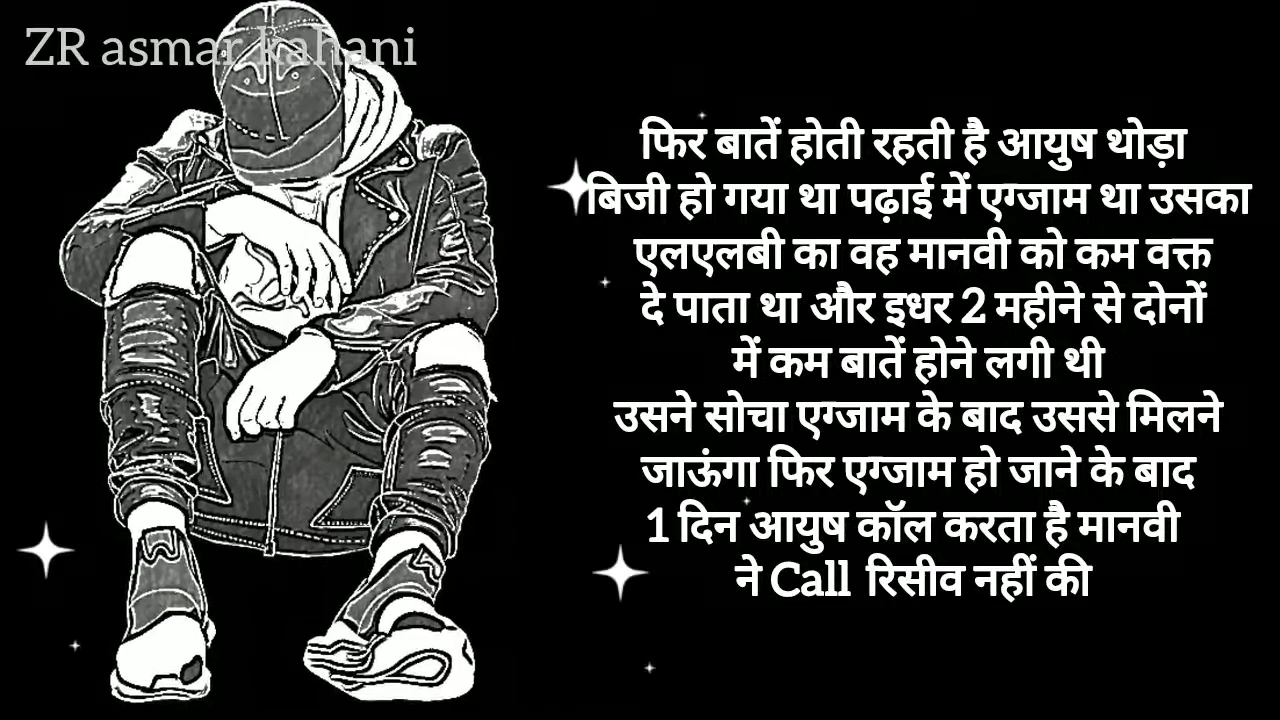 ZR asmar kahani
फिर बातें होती रहती है आयुष थोड़ा
बिजी हो गया था पढ़ाई में एग्जाम था उसका
एलएलबी का वह मानवी को कम वक्त
दे पाता था और इधर 2 महीने से दोनों
में कम बातें होने लगी थी
उसने सोचा एग्जाम के बाद उससे मिलने
जाऊंगा फिर एग्जाम हो जाने के बाद
1 दिन आयुष कॉल करता है मानवी
ने Call रिसीव नहीं की